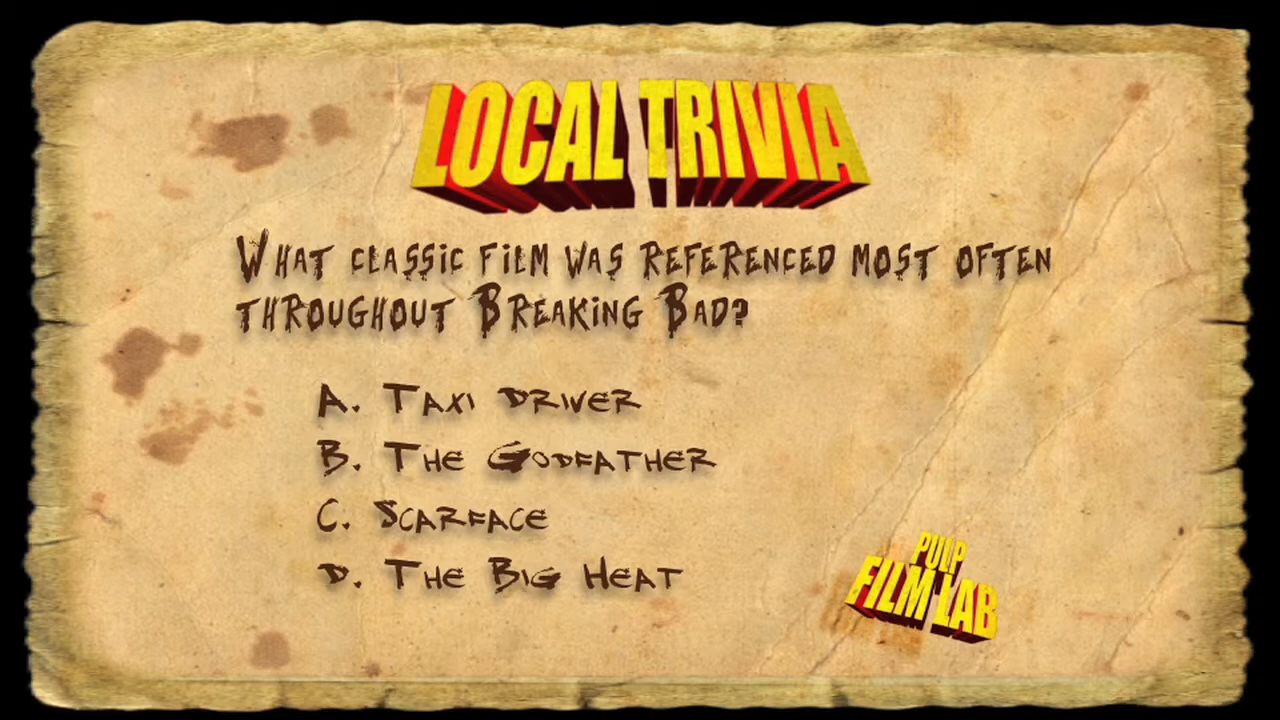 LOCAL TRIVIA
What classic film was referenced most often
throughout Breaking Bad?
A. Taxi Driver
B. The Godfather
C. Scarface
D. The Big Heat
PULP
FILM LAB